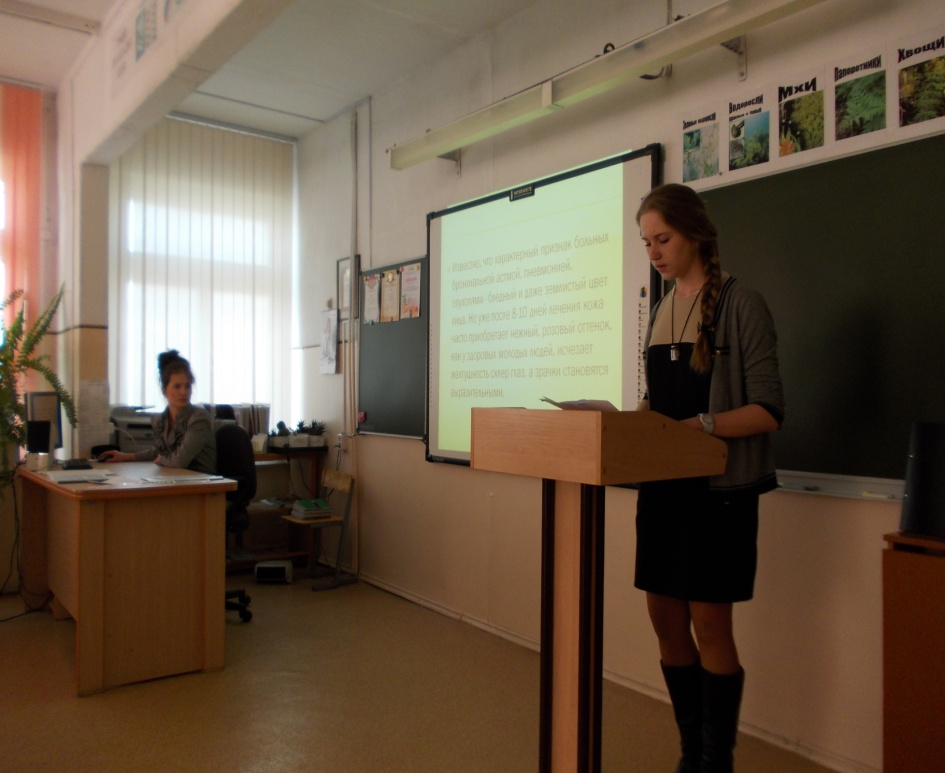 Известно, что характерный признак больных
бронхиальной астмой, пневмонией,
бледный и даже землистый цвет
лица. Но уже после 8-10 дней лечения кожа
часто приобретает нежный, розовый оттенок,
как у здоровых молодых людей, исчезает
желтушность склер глаз, а зрачки становятся
выразительными.
Водоросли
Мхи
Папоротники
Хвощи